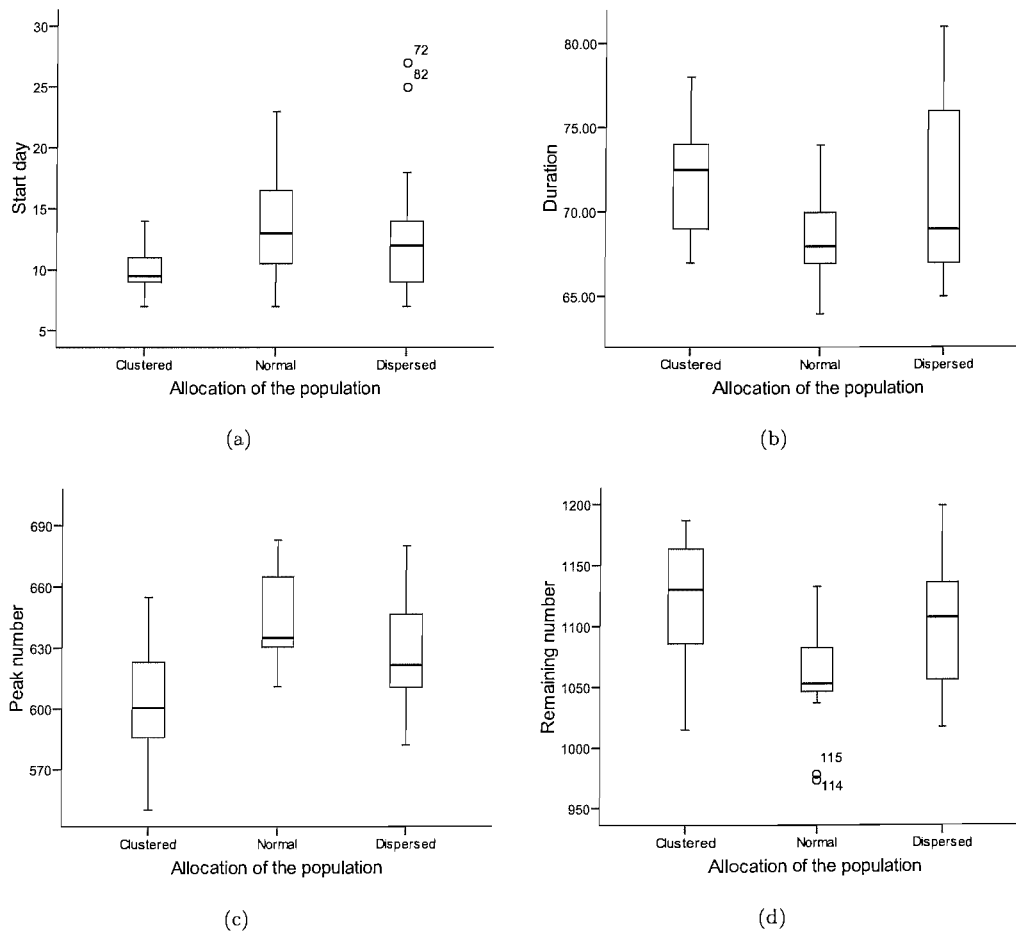 30
25
20
15
10
5
Start day
72
82
Clustered Normal Dispersed
Allocation of the population
(a)
80.00
75.00
70.00
65.00
Duration
Clustered Normal Dispersed
Allocation of the population
(b)
690
660
630
600
570
Peak number
Clustered Normal Dispersed
Allocation of the population
(c)
1200
1150
1100
1050
1000
950
Remaining number
115
114
Clustered Normal Dispersed
Allocation of the population
(d)